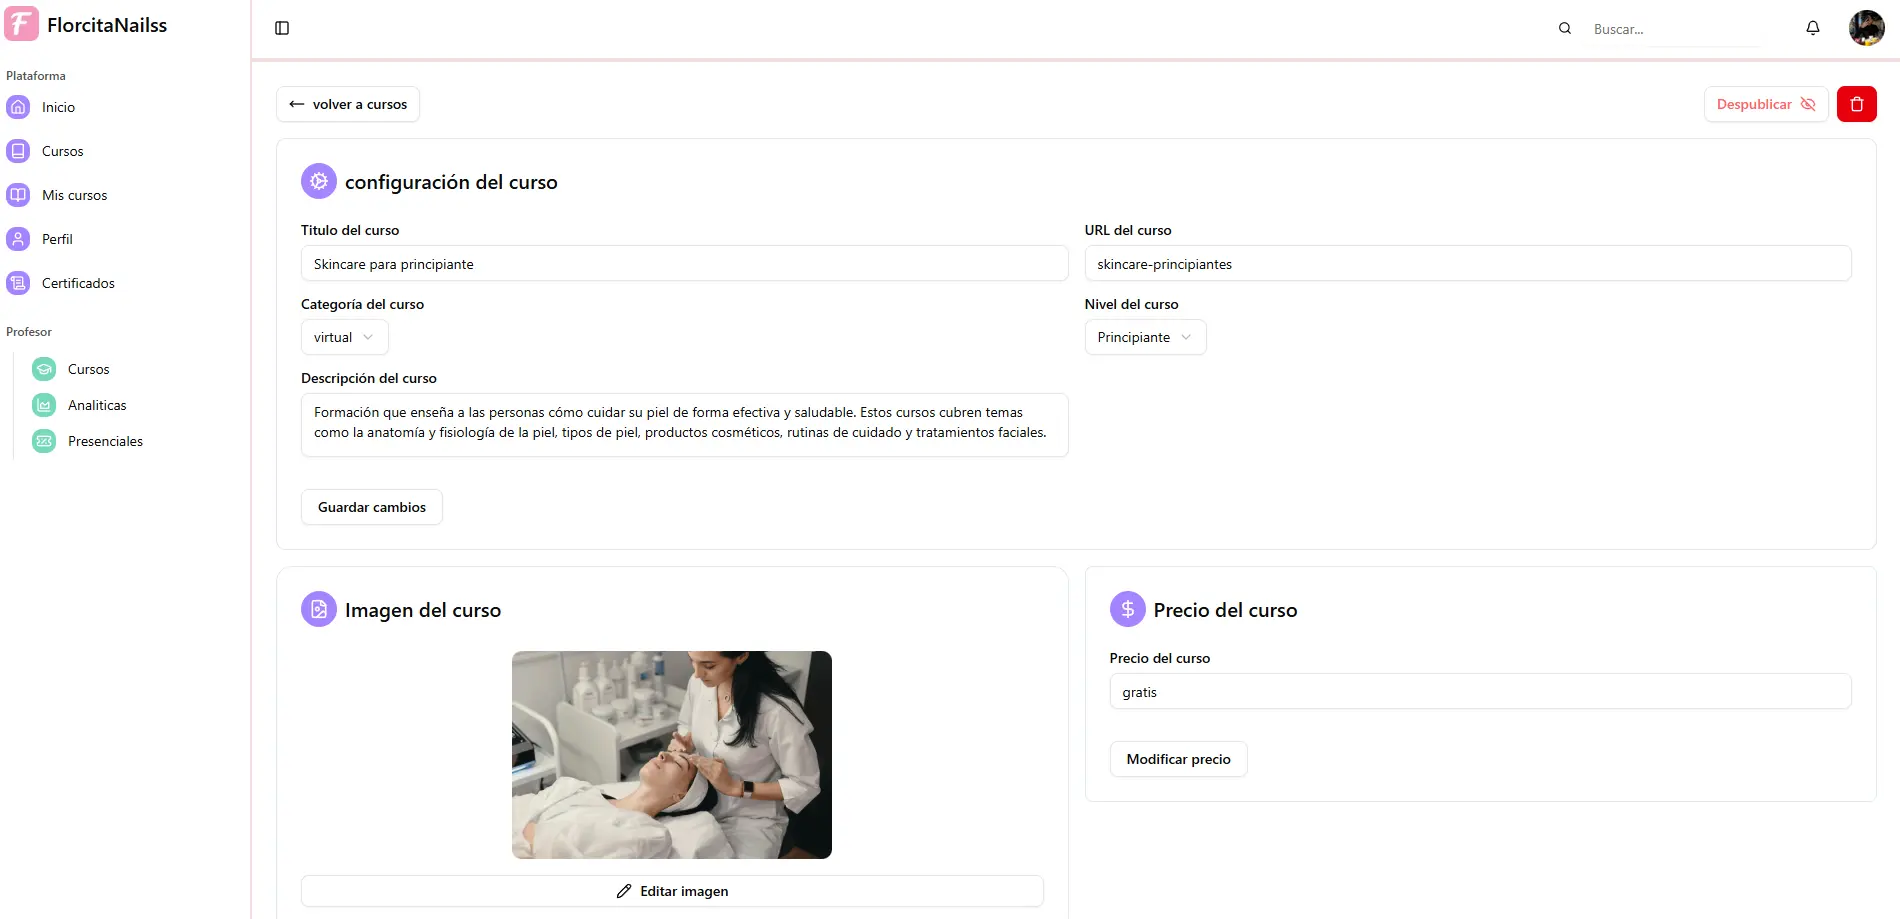 FlorcitaNailss
Buscar...
Plataforma
Inicio
Cursos
Mis cursos
Perfil
Certificados
Profesor
Cursos
Analiticas
Presenciales
volver a cursos
Despublicar
configuración del curso
Titulo del curso
Skincare para principiante
URL del curso
skincare-principiantes
Categoría del curso
virtual
Nivel del curso
Principiante
Descripción del curso
Formación que enseña a las personas cómo cuidar su piel de forma efectiva y saludable. Estos cursos cubren temas
como la anatomía y fisiología de la piel, tipos de piel, productos cosméticos, rutinas de cuidado y tratamientos faciales.
Guardar cambios
Imagen del curso
Editar imagen
Precio del curso
Precio del curso
gratis
Modificar precio